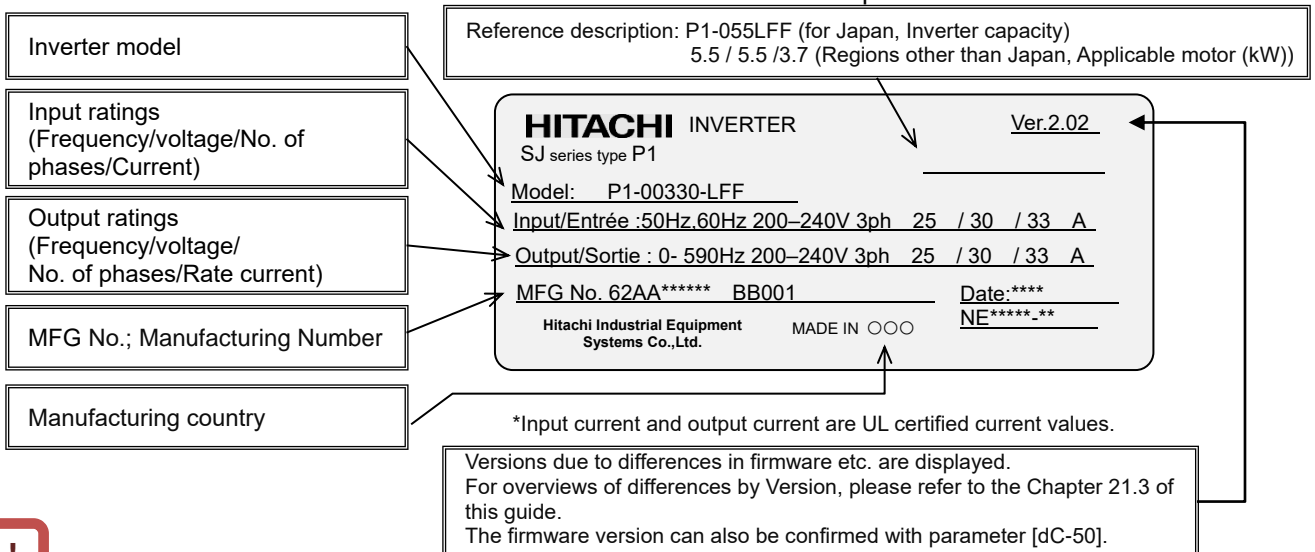 Reference description: P1-055LFF (for Japan, Inverter capacity)
5.5 / 5.5 /3.7 (Regions other than Japan, Applicable motor (kW))
Inverter model
Input ratings
(Frequency/voltage/No. of
phases/Current)
Output ratings
(Frequency/voltage/
No. of phases/Rate current)
MFG No.; Manufacturing Number
Manufacturing country
HITACHI INVERTER Ver.2.02
SJ series type P1
Model: P1-00330-LFF
Input/Entrée :50Hz,60Hz 200–240V 3ph 25 / 30 / 33 A
Output/Sortie : 0- 590Hz 200–240V 3ph 25 / 30 / 33 A
MFG No. 62AA****** BB001 Date:****
NE*****-**
Hitachi Industrial Equipment
Systems Co.,Ltd.
MADE IN ○○○
*Input current and output current are UL certified current values.
Versions due to differences in firmware etc. are displayed.
For overviews of differences by Version, please refer to the Chapter 21.3 of
this guide.
The firmware version can also be confirmed with parameter [dC-50].